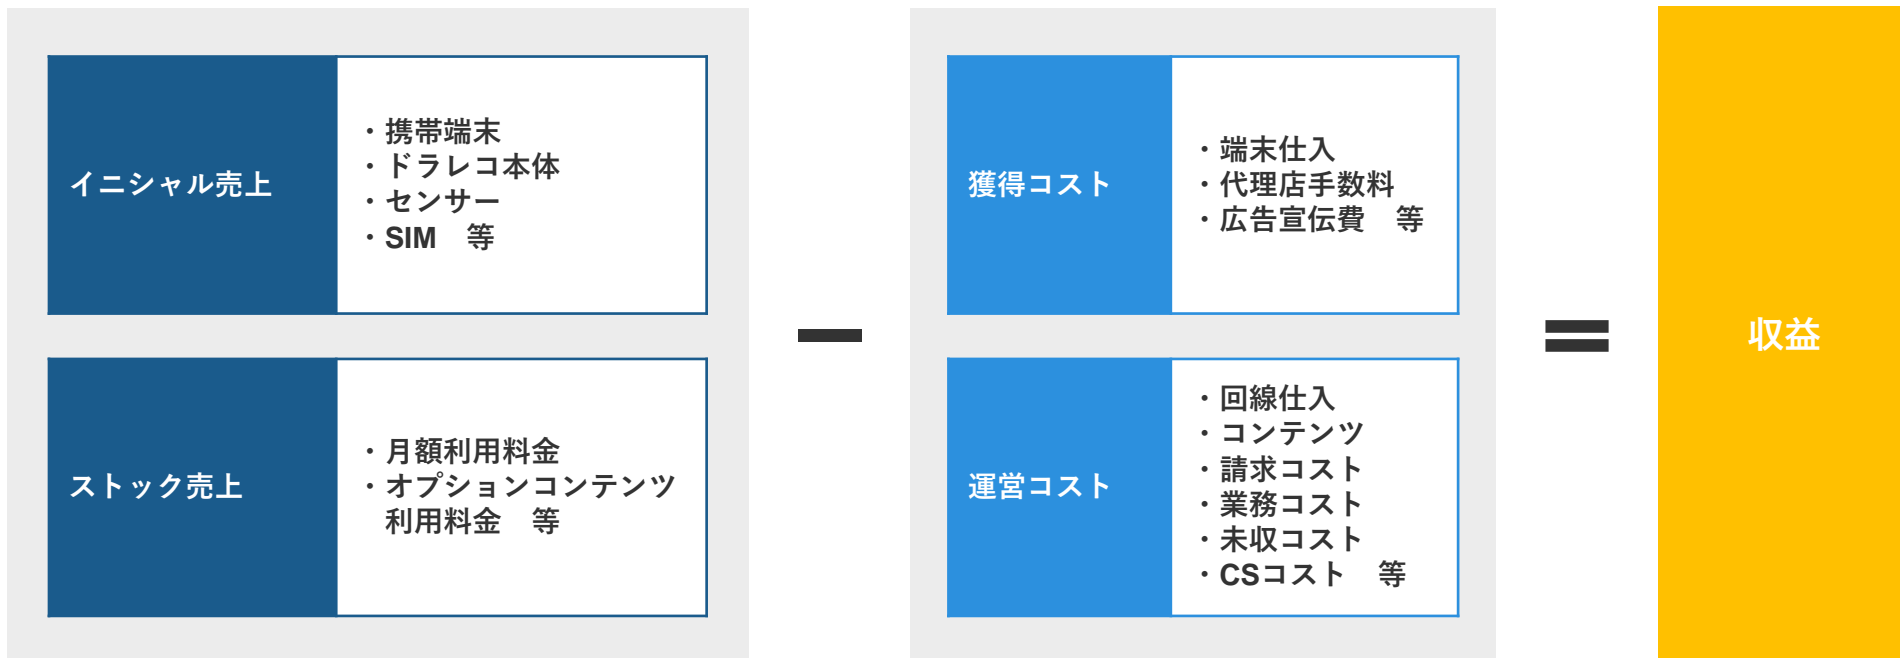 イニシャル売上
・携帯端末
・ドラレコ本体
・センサー
・SIM　等
ストック売上
・月額利用料金
・オプションコンテンツ
利用料金　等
ー
獲得コスト
・端末仕入
・代理店手数料
・広告宣伝費　等
運営コスト
・回線仕入
・コンテンツ
・請求コスト
・業務コスト
・未収コスト
・CSコスト　等
＝
収益